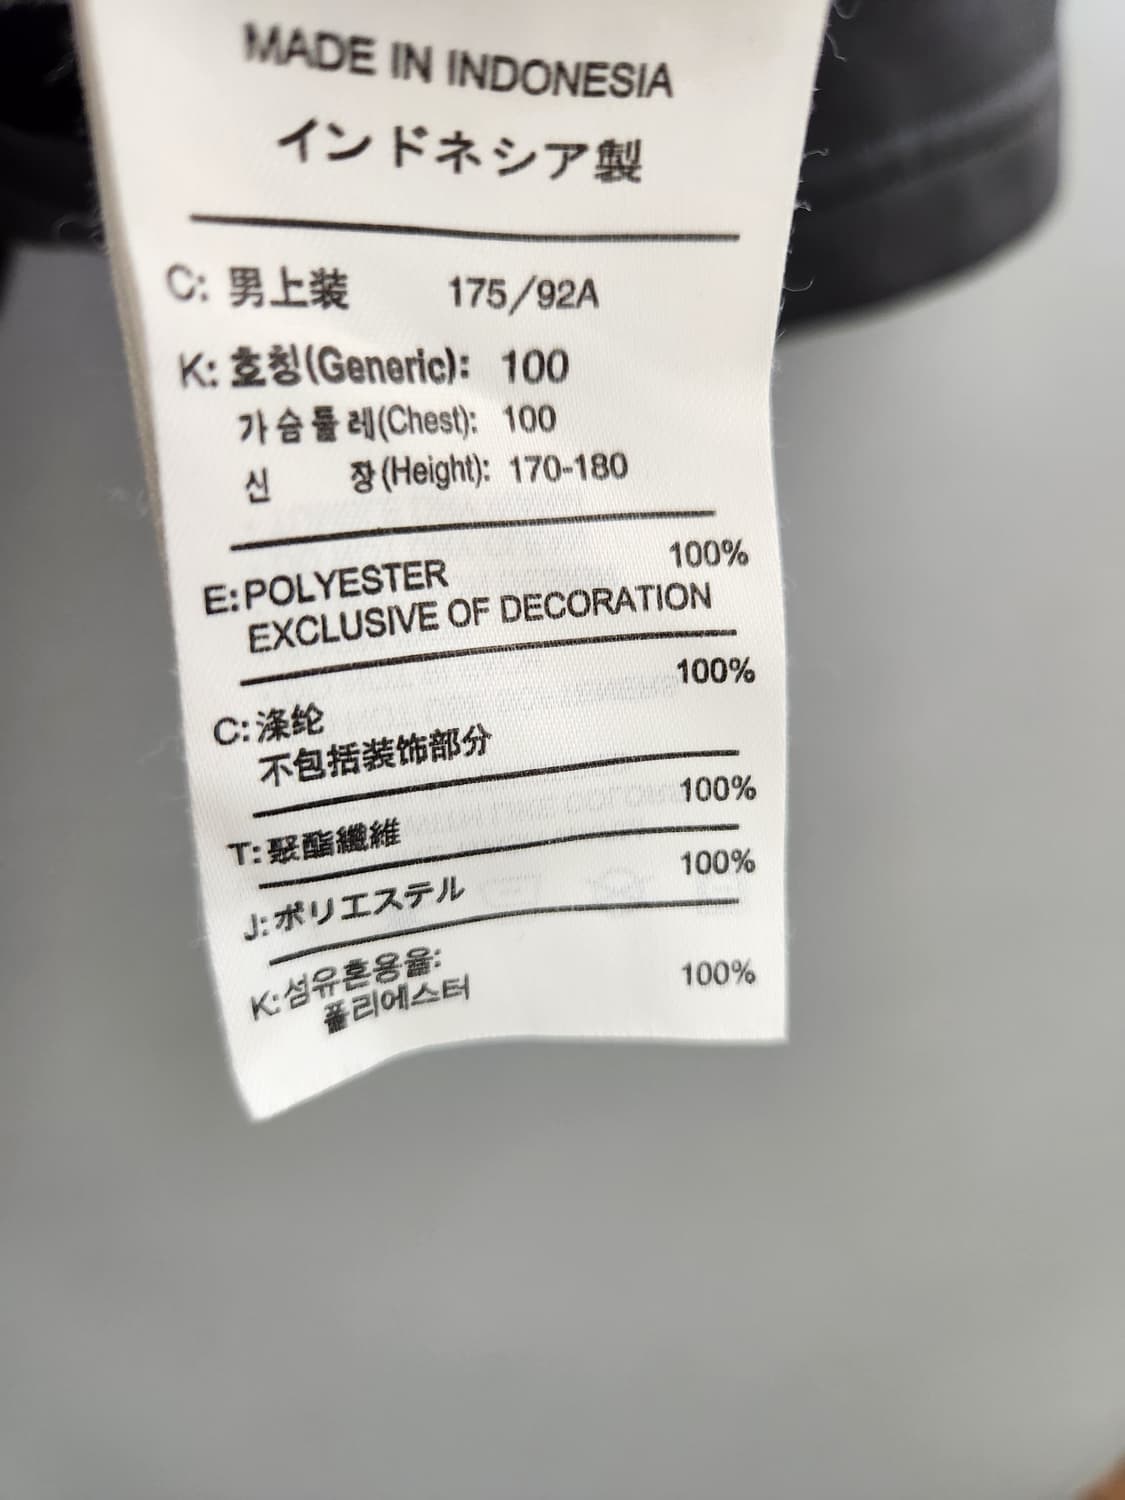 MADE IN INDONESIA
インドネシア製
C: 男上装 175/92A
K: 호칭(Generic): 100
가슴둘레(Chest): 100
신 장(Height): 170-180
E:POLYESTER 100%
EXCLUSIVE OF DECORATION
C:涤纶 100%
不包括装饰部分
T:聚酯纖維 100%
J:ポリエステル 100%
K:섬유혼용율:
폴리에스터 100%